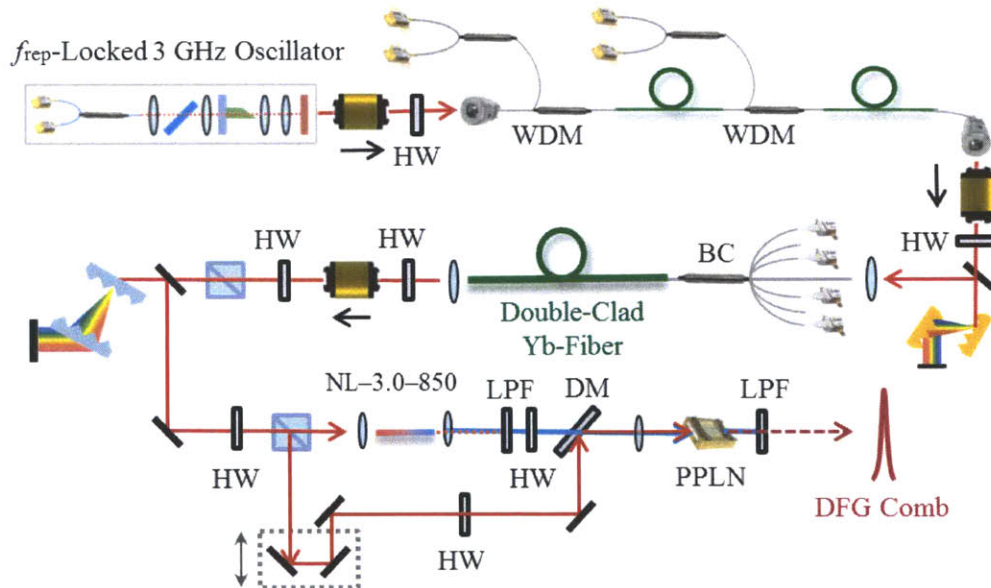 frep-Locked 3 GHz Oscillator
HW
WDM
WDM
HW
HW
HW
BC
Double-Clad
Yb-Fiber
NL–3.0–850
LPF
DM
LPF
HW
HW
PPLN
HW
DFG Comb